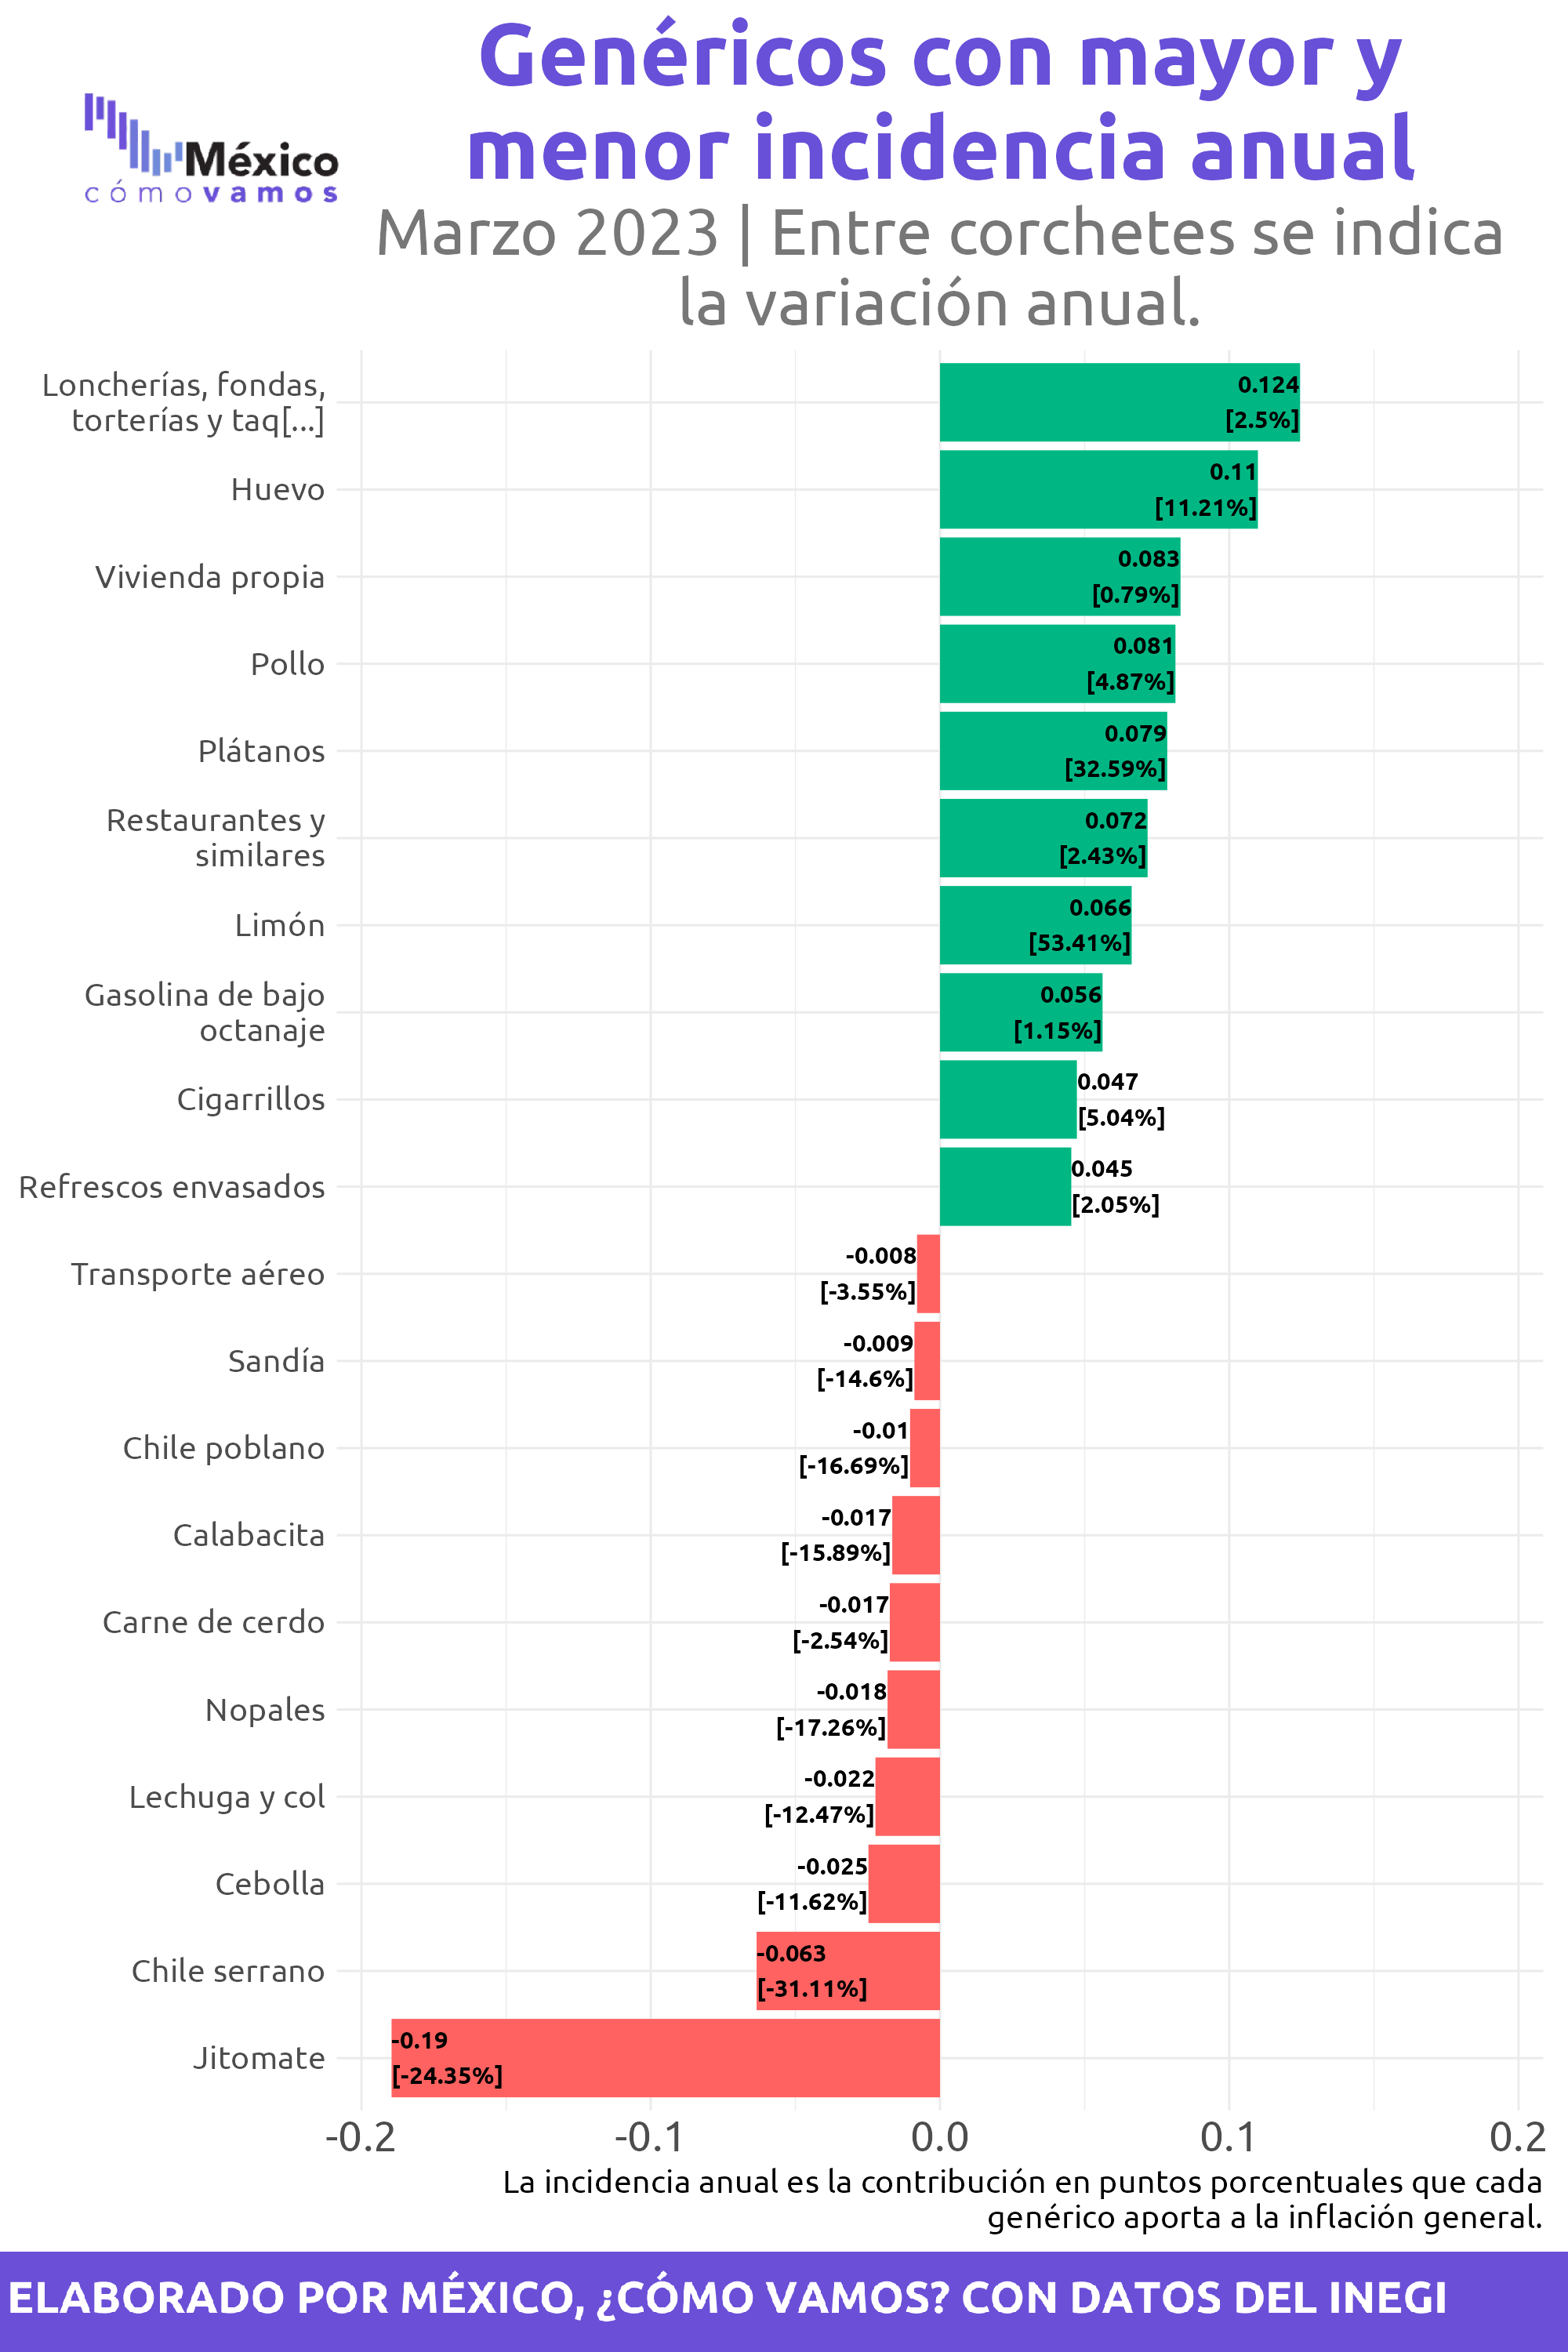 Genéricos con mayor y
menor incidencia anual
México
cómovamos
Marzo 2023 | Entre corchetes se indica
la variación anual.
Loncherías, fondas,
torterías y taq[...]
0.124
[2.5%]
Huevo
0.11
[11.21%]
Vivienda propia
0.083
[0.79%]
Pollo
0.081
[4.87%]
Plátanos
0.079
[32.59%]
Restaurantes y
similares
0.072
[2.43%]
Limón
0.066
[53.41%]
Gasolina de bajo
octanaje
0.056
[1.15%]
Cigarrillos
0.047
[5.04%]
Refrescos envasados
0.045
[2.05%]
Transporte aéreo
-0.008
[-3.55%]
Sandía
-0.009
[-14.6%]
Chile poblano
-0.01
[-16.69%]
Calabacita
-0.017
[-15.89%]
Carne de cerdo
-0.017
[-2.54%]
Nopales
-0.018
[-17.26%]
Lechuga y col
-0.022
[-12.47%]
Cebolla
-0.025
[-11.62%]
Chile serrano
-0.063
[-31.11%]
Jitomate
-0.19
[-24.35%]
-0.2 -0.1 0.0 0.1 0.2
La incidencia anual es la contribución en puntos porcentuales que cada
genérico aporta a la inflación general.
ELABORADO POR MÉXICO, ¿CÓMO VAMOS? CON DATOS DEL INEGI